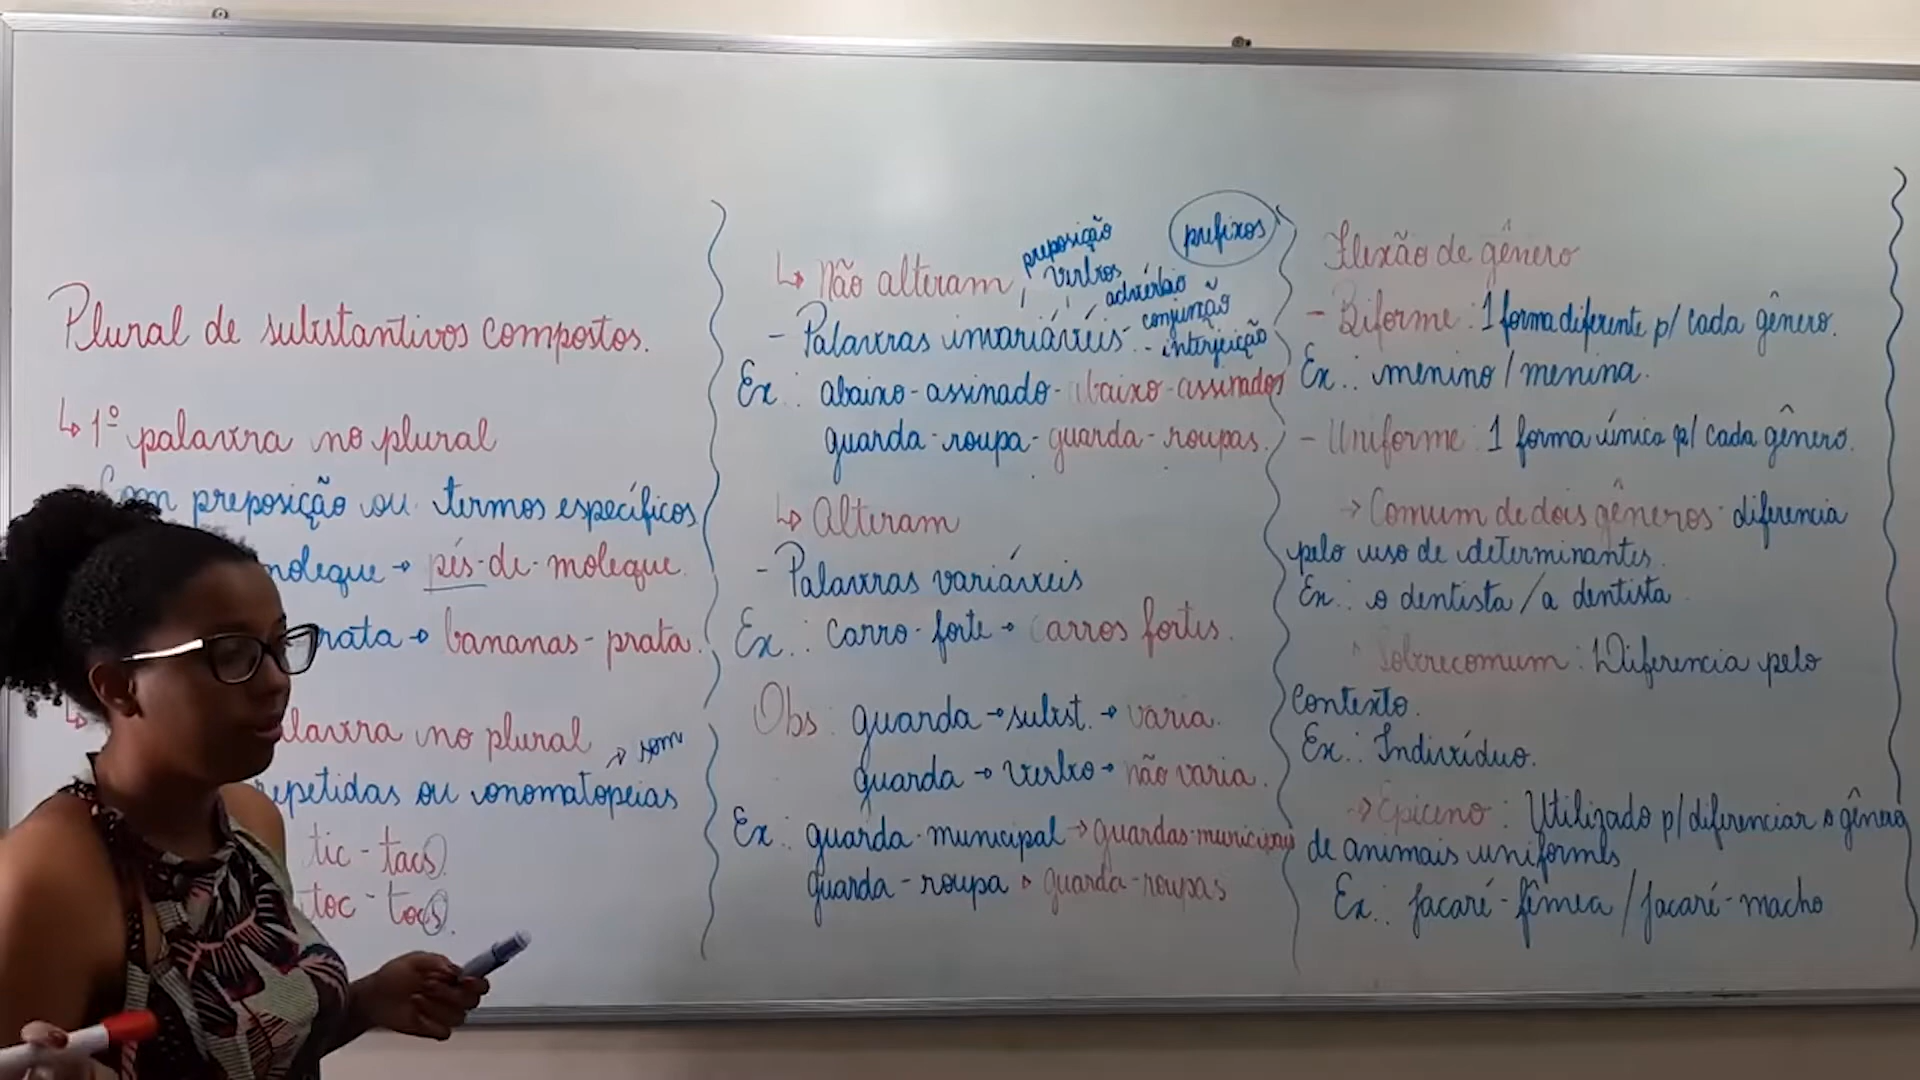 Plural de substantivos compostos.
↳ 1º palavra no plural
Com preposição ou termos específicos
moleque → pés-de-moleque.
prata → bananas-prata.
↳ palavra no plural
→ som
repetidas ou onomatopeias
tic-tacs.
toc-tocs.
prefixos
preposição
↳ Não alteram
verbos
advérbio
conjunção
- Palavras invariáveis
- interjeição
Ex.: abaixo-assinado - abaixo-assinados
guarda-roupa - guarda-roupas.
↳ Alteram
- Palavras variáveis
Ex.: carro-forte → carros fortes.
Obs: guarda → subst. → varia.
guarda → verbo → não varia.
Ex.: guarda-municipal → guardas-municipais
guarda-roupa → guarda-roupas
Flexão de gênero
- Biforme: 1 forma diferente p/ cada gênero.
Ex.: menino/menina.
- Uniforme: 1 forma única p/ cada gênero.
→ Comum de dois gêneros: diferencia
pelo uso de determinantes.
Ex.: o dentista/a dentista
Sobrecomum: Diferencia pelo
contexto.
Ex.: Indivíduo.
→ Epiceno: Utilizado p/ diferenciar o gênero
de animais uniformes
Ex.: jacaré-fêmea/jacaré-macho